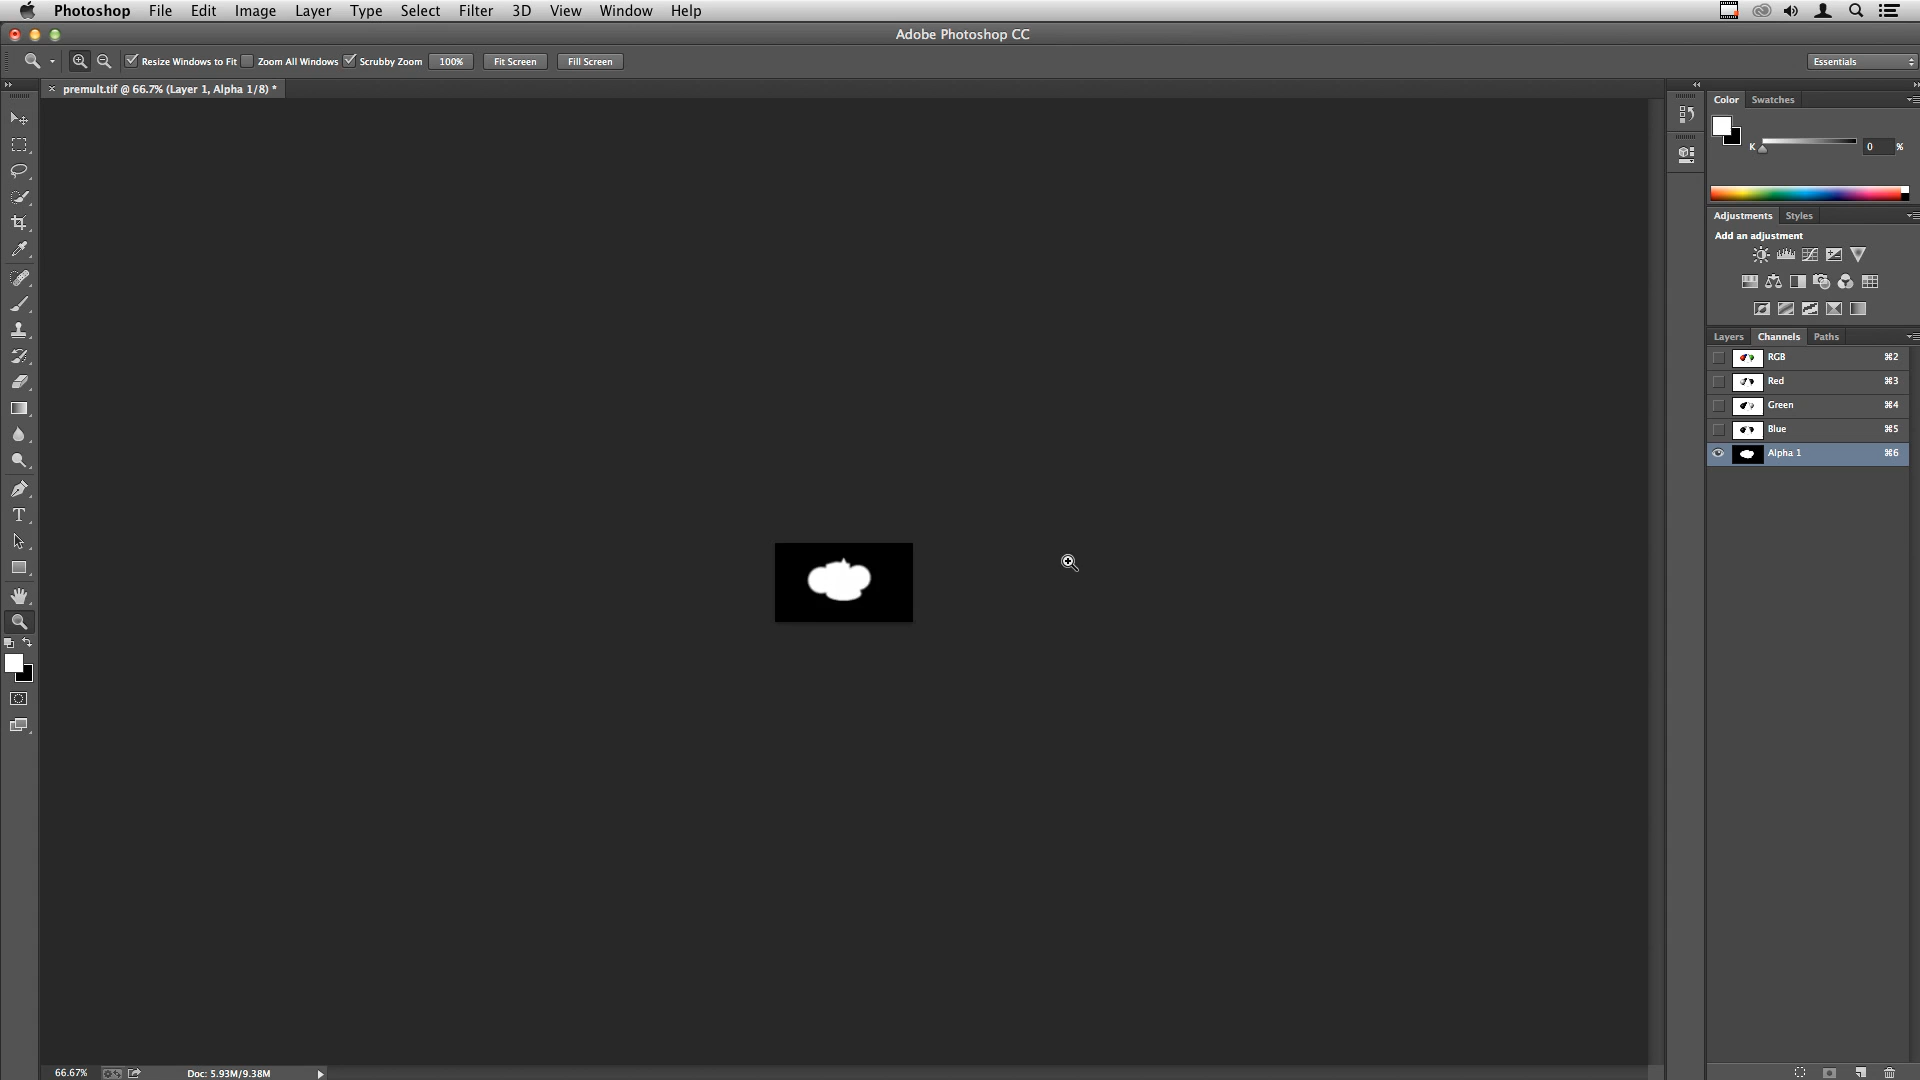 Photoshop File Edit Image Layer Type Select Filter 3D View Window Help
Adobe Photoshop CC
Resize Windows to Fit Zoom All Windows Scrubby Zoom 100% Fit Screen Fill Screen Essentials
premult.tif @ 66.7% (Layer 1, Alpha 1/8) *
Color Swatches
K 0 %
Adjustments Styles
Add an adjustment
Layers Channels Paths
RGB ⌘2
Red ⌘3
Green ⌘4
Blue ⌘5
Alpha 1 ⌘6
T
66.67% Doc: 5.93M/9.38M